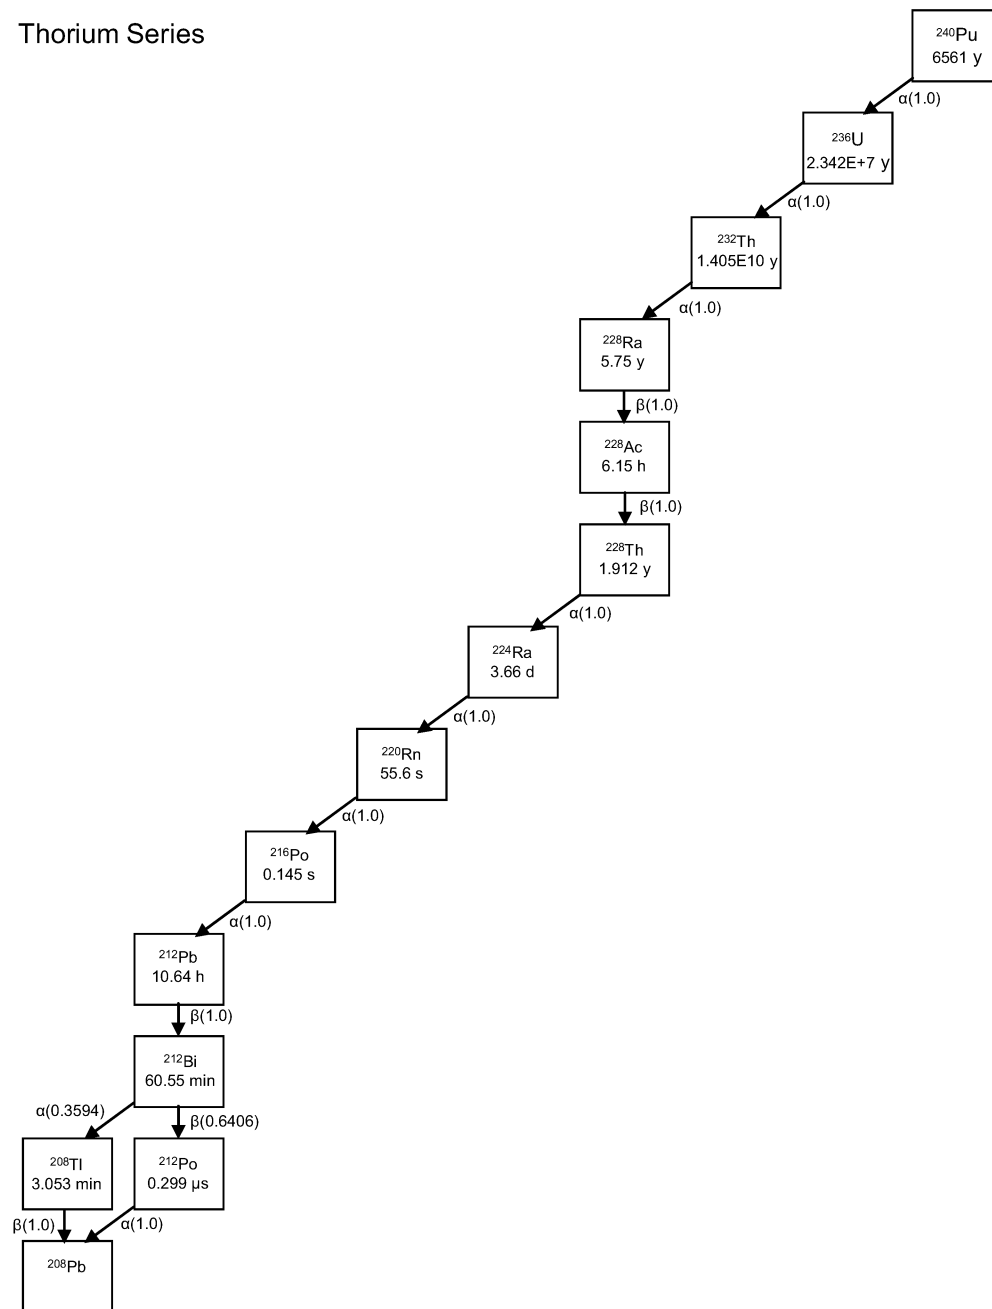 Thorium Series
²⁴⁰Pu
6561 y
α(1.0)
²³⁶U
2.342E+7 y
α(1.0)
²³²Th
1.405E10 y
α(1.0)
²²⁸Ra
5.75 y
β(1.0)
²²⁸Ac
6.15 h
β(1.0)
²²⁸Th
1.912 y
α(1.0)
²²⁴Ra
3.66 d
α(1.0)
²²⁰Rn
55.6 s
α(1.0)
²¹⁶Po
0.145 s
α(1.0)
²¹²Pb
10.64 h
β(1.0)
²¹²Bi
60.55 min
α(0.3594)
β(0.6406)
²⁰⁸Tl
3.053 min
²¹²Po
0.299 µs
β(1.0)
α(1.0)
²⁰⁸Pb